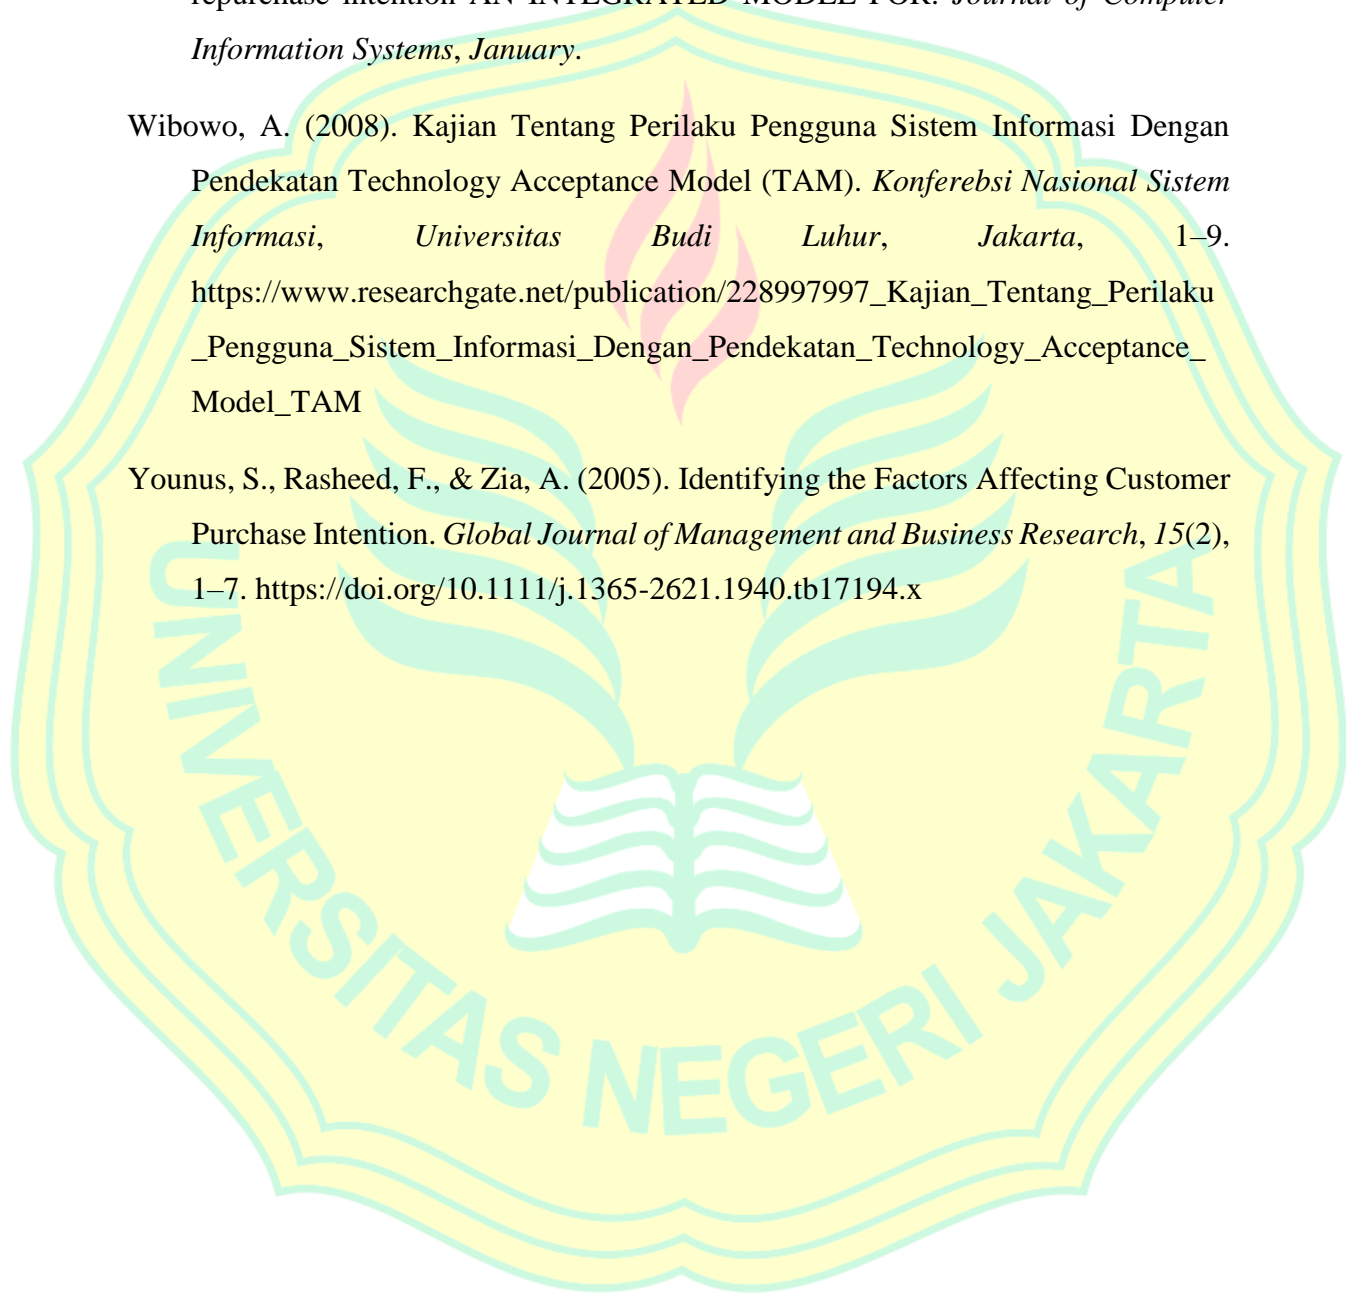 repurchase intention AN INTEGRATED MODEL FOR. Journal of Computer
Information Systems, January.
Wibowo, A. (2008). Kajian Tentang Perilaku Pengguna Sistem Informasi Dengan
Pendekatan Technology Acceptance Model (TAM). Konferebsi Nasional Sistem
Informasi, Universitas Budi Luhur, Jakarta, 1–9.
https://www.researchgate.net/publication/228997997_Kajian_Tentang_Perilaku
_Pengguna_Sistem_Informasi_Dengan_Pendekatan_Technology_Acceptance_
Model_TAM
Younus, S., Rasheed, F., & Zia, A. (2005). Identifying the Factors Affecting Customer
Purchase Intention. Global Journal of Management and Business Research, 15(2),
1–7. https://doi.org/10.1111/j.1365-2621.1940.tb17194.x
UNIVERSITAS NEGERI JAKARTA